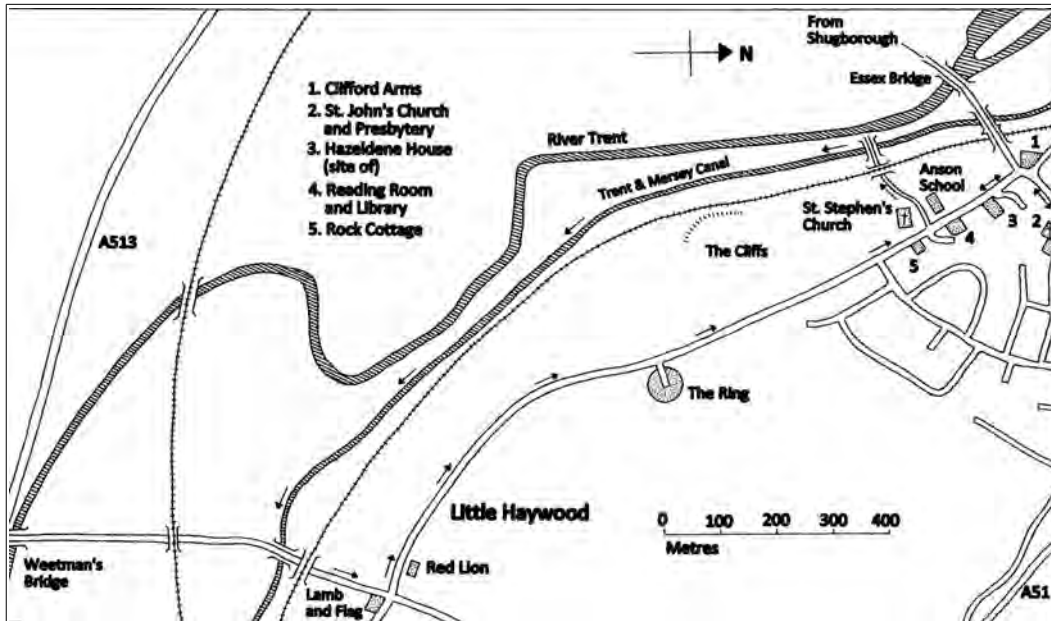 From
Shugborough
Essex Bridge
N
1. Clifford Arms
2. St. John's Church
and Presbytery
3. Hazeldene House
(site of)
4. Reading Room
and Library
5. Rock Cottage
River Trent
Trent & Mersey Canal
1
Anson
School
St. Stephen's
Church
3
2
4
5
The Cliffs
A513
The Ring
Little Haywood
0 100 200 300 400
Metres
Weetman's
Bridge
Red Lion
Lamb
and Flag
A51